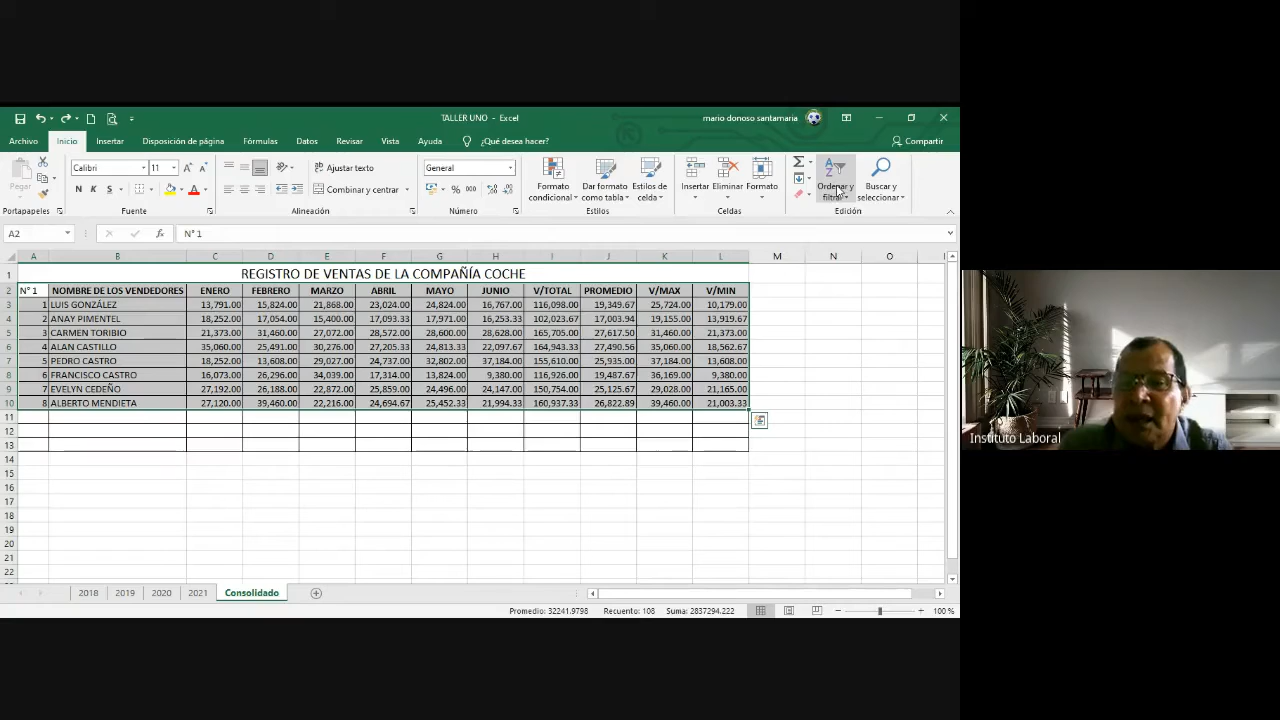 TALLER UNO - Excel
mario donoso santamaria
Archivo Inicio Insertar Disposición de página Fórmulas Datos Revisar Vista Ayuda ¿Qué desea hacer? Compartir
Pegar
Portapapeles
Calibri 11
N K S
Fuente
Ajustar texto
Combinar y centrar
Alineación
General
% 000
Número
Formato condicional
Dar formato como tabla
Estilos de celda
Estilos
Insertar Eliminar Formato
Celdas
Ordenar y filtrar
Buscar y seleccionar
Edición
A2 fx N° 1
A B C D E F G H I J K L M N O
1 REGISTRO DE VENTAS DE LA COMPAÑÍA COCHE
2 N° 1 NOMBRE DE LOS VENDEDORES ENERO FEBRERO MARZO ABRIL MAYO JUNIO V/TOTAL PROMEDIO V/MAX V/MIN
3 1 LUIS GONZÁLEZ 13,791.00 15,824.00 21,868.00 23,024.00 24,824.00 16,767.00 116,098.00 19,349.67 25,724.00 10,179.00
4 2 ANAY PIMENTEL 18,252.00 17,054.00 15,400.00 17,093.33 17,971.00 16,253.33 102,023.67 17,003.94 19,155.00 13,919.67
5 3 CARMEN TORIBIO 21,373.00 31,460.00 27,072.00 28,572.00 28,600.00 28,628.00 165,705.00 27,617.50 31,460.00 21,373.00
6 4 ALAN CASTILLO 35,060.00 25,491.00 30,276.00 27,205.33 24,813.33 22,097.67 164,943.33 27,490.56 35,060.00 18,562.67
7 5 PEDRO CASTRO 18,252.00 13,608.00 29,027.00 24,737.00 32,802.00 37,184.00 155,610.00 25,935.00 37,184.00 13,608.00
8 6 FRANCISCO CASTRO 16,073.00 26,296.00 34,039.00 17,314.00 13,824.00 9,380.00 116,926.00 19,487.67 36,169.00 9,380.00
9 7 EVELYN CEDEÑO 27,192.00 26,188.00 22,872.00 25,859.00 24,496.00 24,147.00 150,754.00 25,125.67 29,028.00 21,165.00
10 8 ALBERTO MENDIETA 27,120.00 39,460.00 22,216.00 24,694.67 25,452.33 21,994.33 160,937.33 26,822.89 39,460.00 21,003.33
11
12
13
14
15
16
17
18
19
20
21
22
2018 2019 2020 2021 Consolidado
Promedio: 32241.9798 Recuento: 108 Suma: 2837294.222 100 %
Instituto Laboral